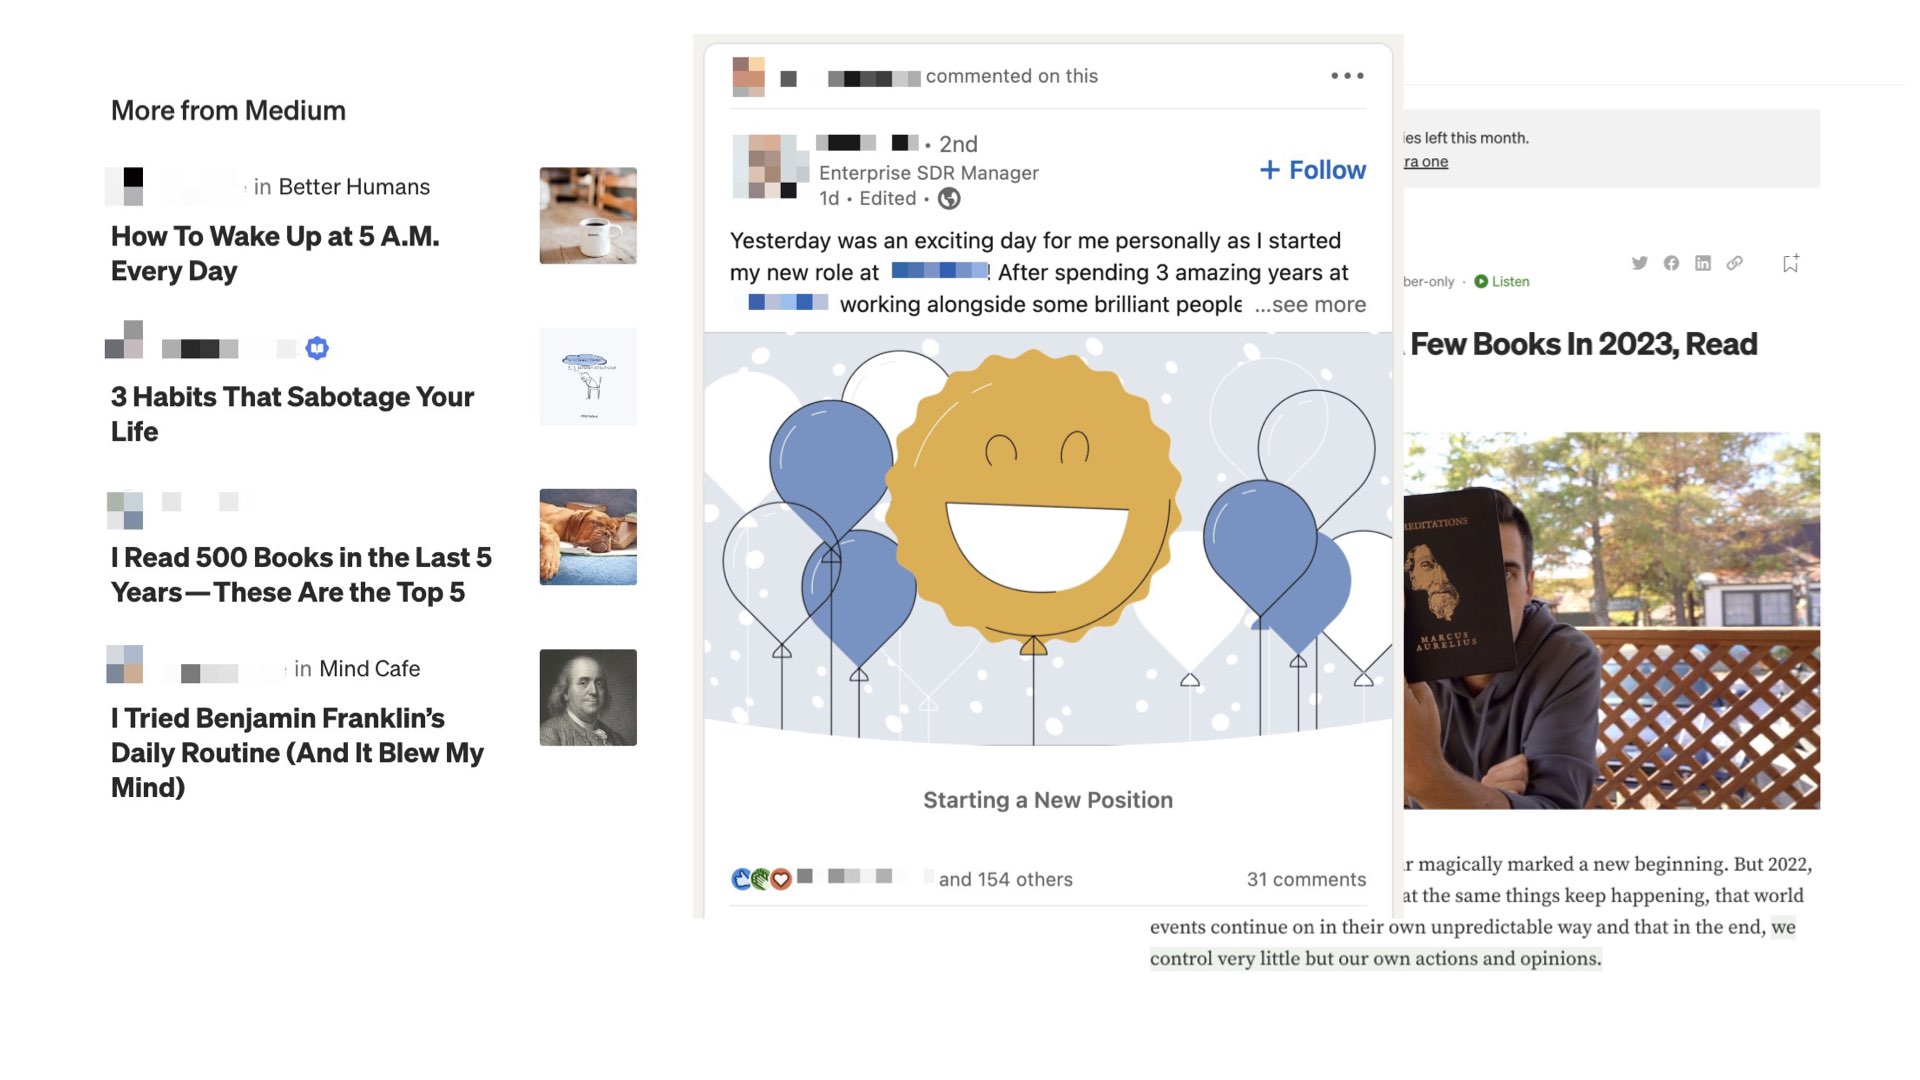 More from Medium
in Better Humans
How To Wake Up at 5 A.M.
Every Day
3 Habits That Sabotage Your
Life
I Read 500 Books in the Last 5
Years—These Are the Top 5
in Mind Cafe
I Tried Benjamin Franklin’s
Daily Routine (And It Blew My
Mind)
commented on this
• 2nd
Enterprise SDR Manager
+ Follow
1d • Edited •
Yesterday was an exciting day for me personally as I started
my new role at ! After spending 3 amazing years at
working alongside some brilliant people ...see more
Starting a New Position
and 154 others
31 comments
ies left this month.
ra one
ber-only · Listen
Few Books In 2023, Read
MEDITATIONS
MARCUS
AURELIUS
r magically marked a new beginning. But 2022,
at the same things keep happening, that world
events continue on in their own unpredictable way and that in the end, we
control very little but our own actions and opinions.